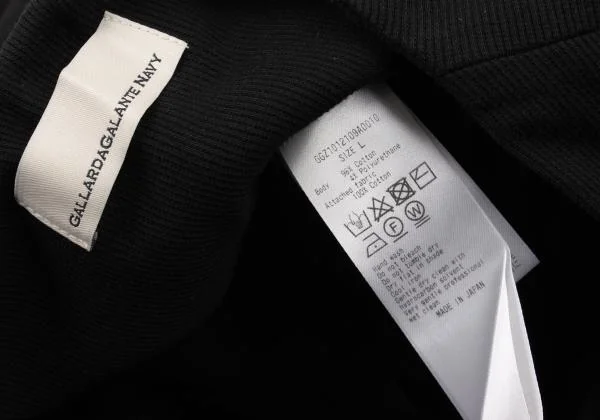 GALLARDAGALANTE NAVY
GGZ1012109A0010
SIZE L
Body 96% Cotton
4% Polyurethane
Attached fabric
100% Cotton
F W
Hand wash
Do not bleach
Do not tumble dry
Dry flat in shade
Cool iron
Gentle dry clean with
hydrocarbon solvent
Very gentle professional
wet clean
MADE IN JAPAN